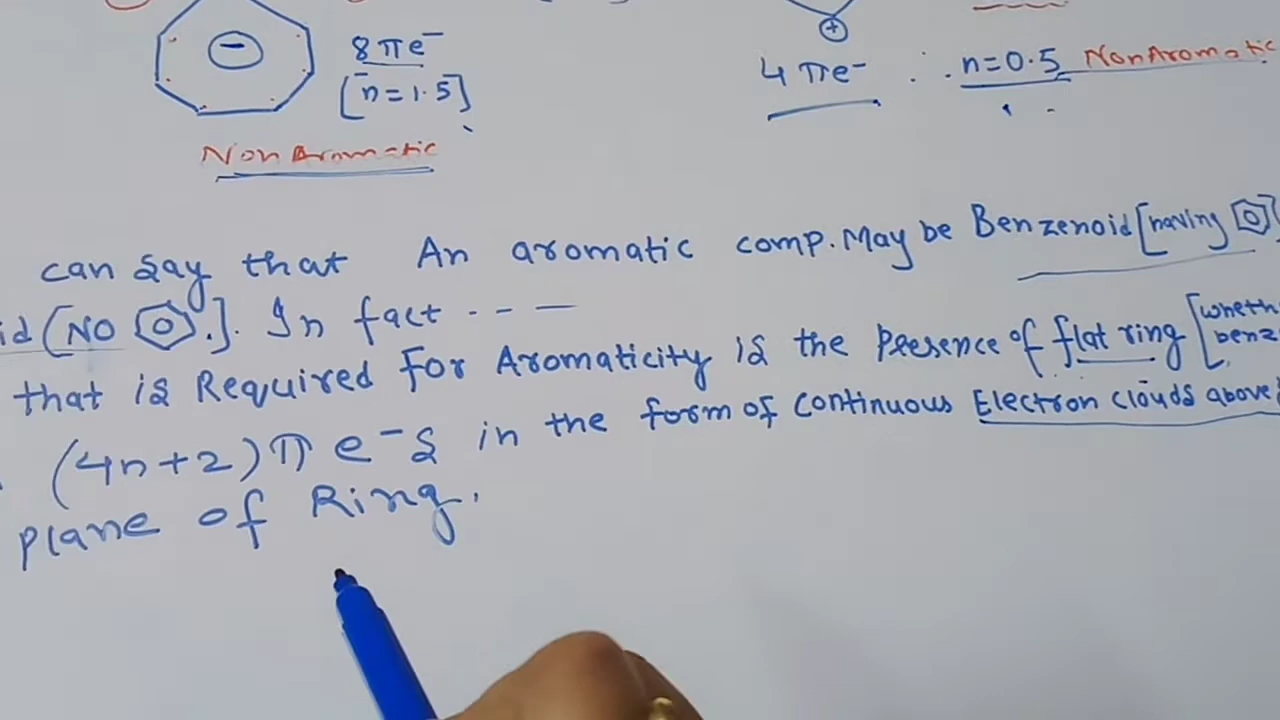 8πe⁻
4πe⁻ ∴ n=0.5 NonAromatic
[n=1.5]
NonAromatic
can say that An aromatic comp. May be Benzenoid [having
id [NO .]. In fact - - —
that is Required For Aromaticity is the Presence of flat ring [wheth
benz
(4n+2)π e⁻s in the form of continuous Electron clouds above
plane of Ring.